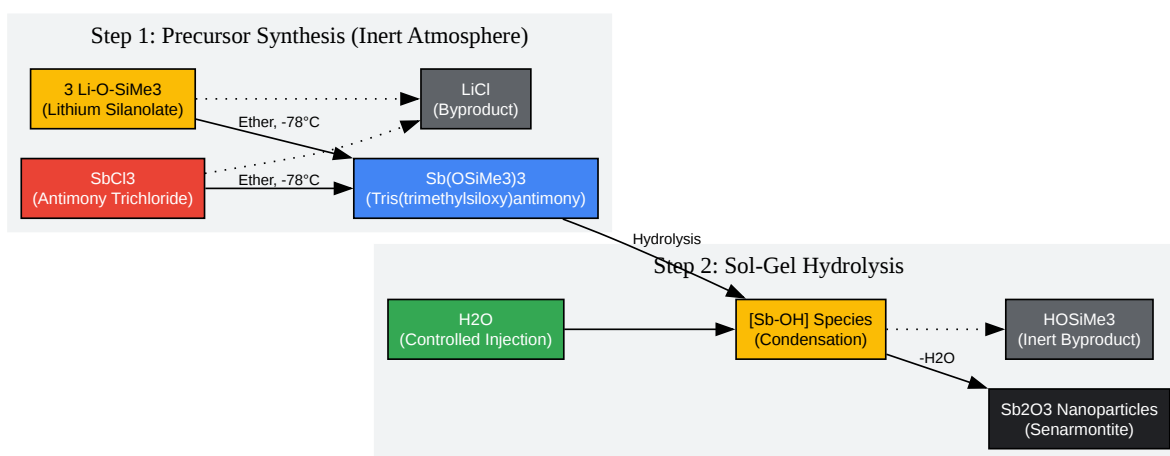 Step 1: Precursor Synthesis (Inert Atmosphere)
3 Li-O-SiMe3
(Lithium Silanolate)
LiCl
(Byproduct)
Ether, -78°C
SbCl3
(Antimony Trichloride)
Ether, -78°C
Sb(OSiMe3)3
(Tris(trimethylsiloxy)antimony)
Hydrolysis
Step 2: Sol-Gel Hydrolysis
H2O
(Controlled Injection)
[Sb-OH] Species
(Condensation)
HOSiMe3
(Inert Byproduct)
-H2O
Sb2O3 Nanoparticles
(Senarmontite)